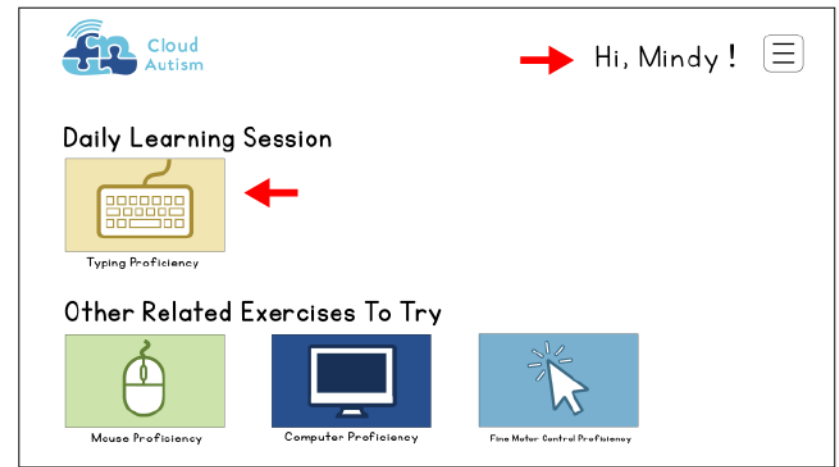 Cloud
Autism
Hi, Mindy !
Daily Learning Session
Typing Proficiency
Other Related Exercises To Try
Mouse Proficiency
Computer Proficiency
Fine Motor Control Proficiency